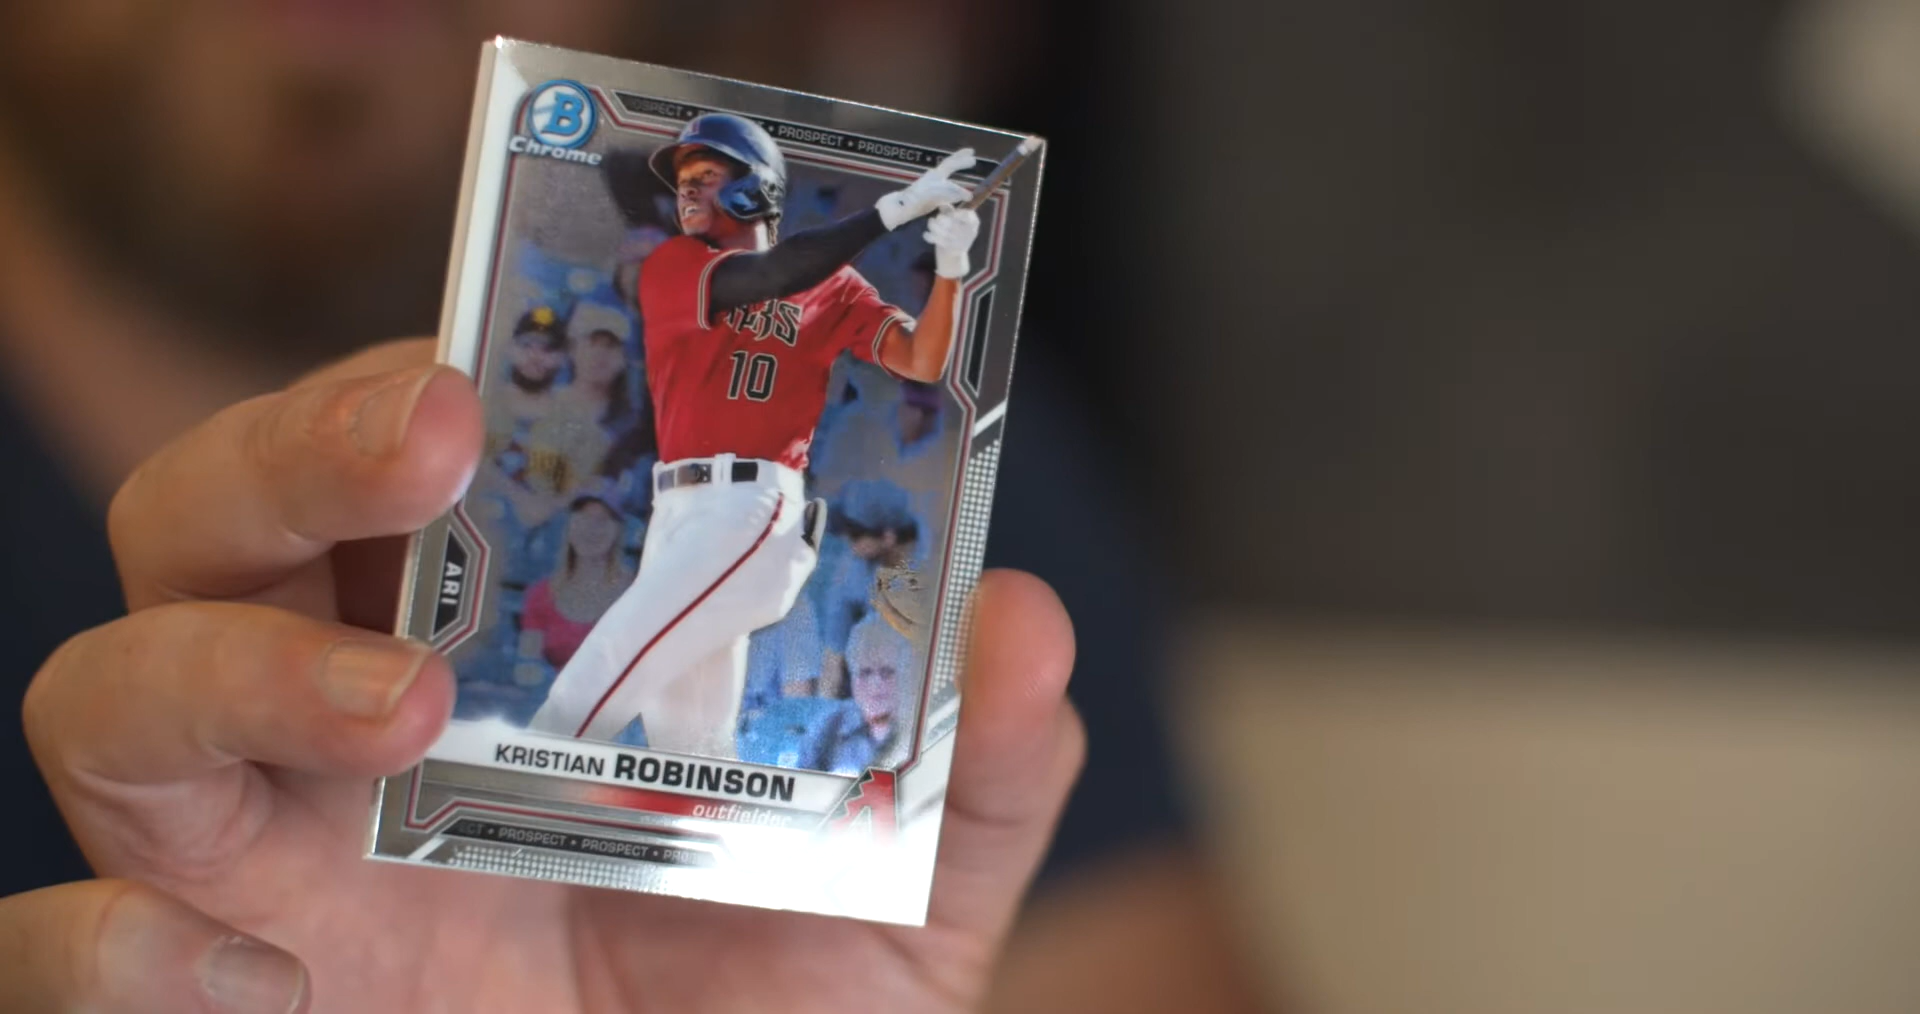 B
Chrome
PROSPECT • PROSPECT •
10
ARI
KRISTIAN ROBINSON
outfielder
• PROSPECT • PROSPECT •